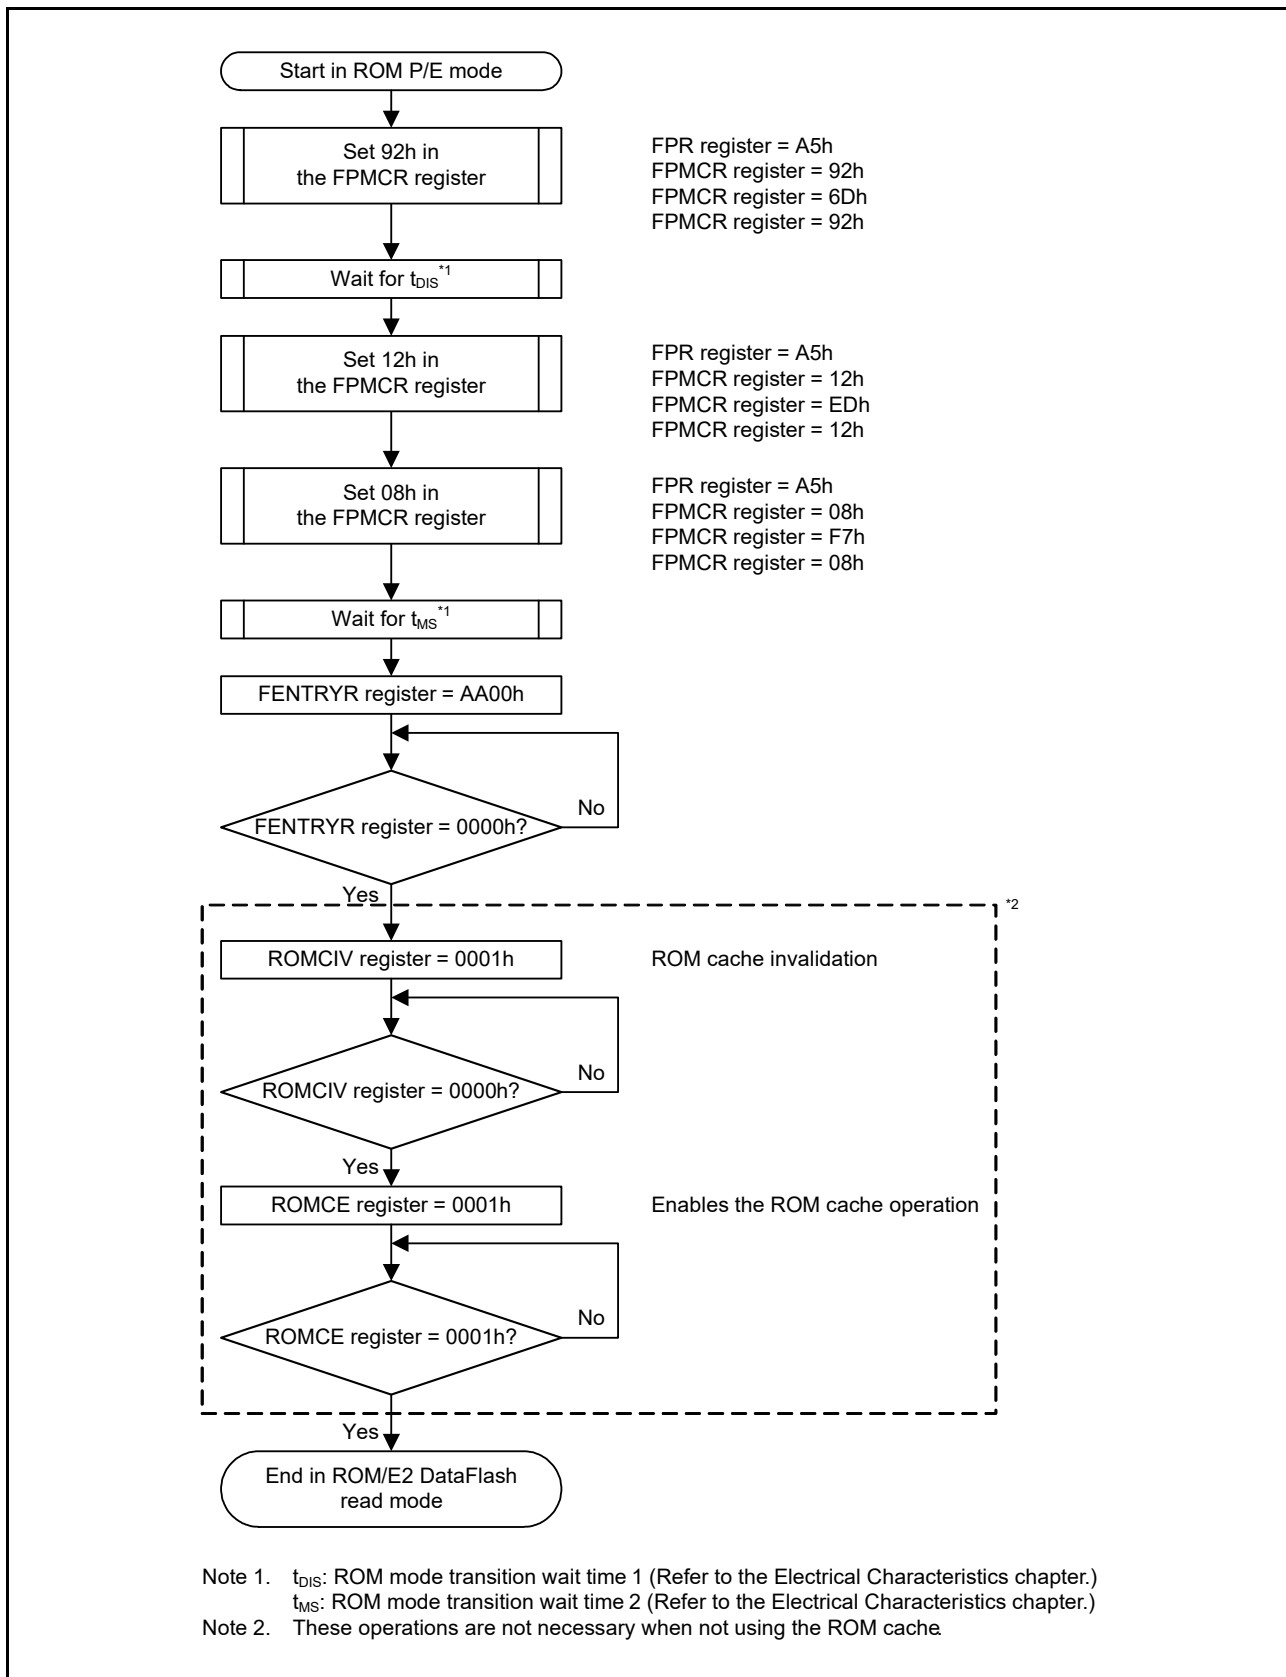 Start in ROM P/E mode
Set 92h in
the FPMCR register
FPR register = A5h
FPMCR register = 92h
FPMCR register = 6Dh
FPMCR register = 92h
Wait for tDIS*1
Set 12h in
the FPMCR register
FPR register = A5h
FPMCR register = 12h
FPMCR register = EDh
FPMCR register = 12h
Set 08h in
the FPMCR register
FPR register = A5h
FPMCR register = 08h
FPMCR register = F7h
FPMCR register = 08h
Wait for tMS*1
FENTRYR register = AA00h
FENTRYR register = 0000h?
No
Yes
*2
ROMCIV register = 0001h
ROM cache invalidation
ROMCIV register = 0000h?
No
Yes
ROMCE register = 0001h
Enables the ROM cache operation
ROMCE register = 0001h?
No
Yes
End in ROM/E2 DataFlash
read mode
Note 1. tDIS: ROM mode transition wait time 1 (Refer to the Electrical Characteristics chapter.)
tMS: ROM mode transition wait time 2 (Refer to the Electrical Characteristics chapter.)
Note 2. These operations are not necessary when not using the ROM cache.